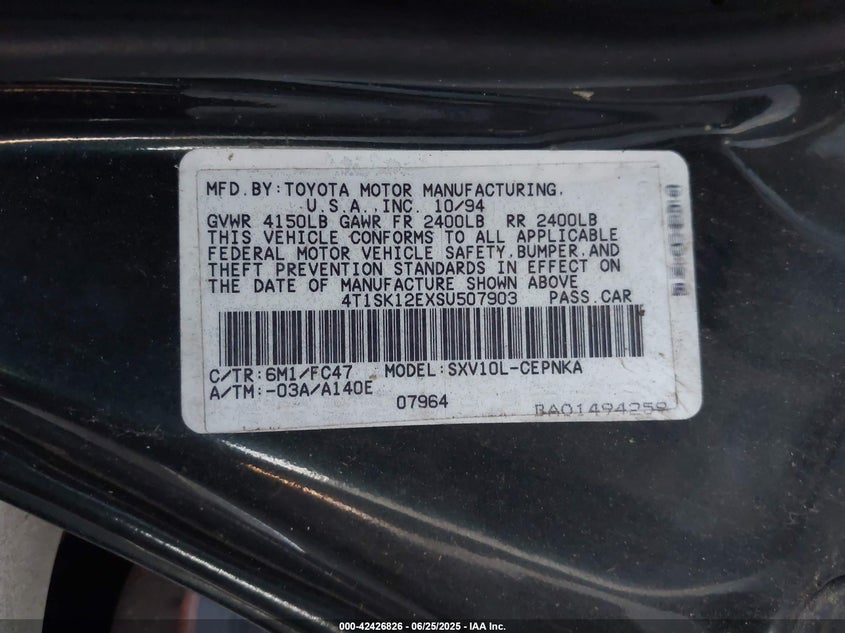 MFD.BY:TOYOTA MOTOR MANUFACTURING,
U.S.A.,INC. 10/94
GVWR 4150LB GAWR FR 2400LB RR 2400LB
THIS VEHICLE CONFORMS TO ALL APPLICABLE
FEDERAL MOTOR VEHICLE SAFETY,BUMPER,AND
THEFT PREVENTION STANDARDS IN EFFECT ON
THE DATE OF MANUFACTURE SHOWN ABOVE
4T1SK12EXSU507903 PASS.CAR
C/TR:6M1/FC47 MODEL:SXV10L-CEPNKA
A/TM:-03A/A140E
07964 BA01494259
000-42426826 / 06/25/2025 - IAA Inc.